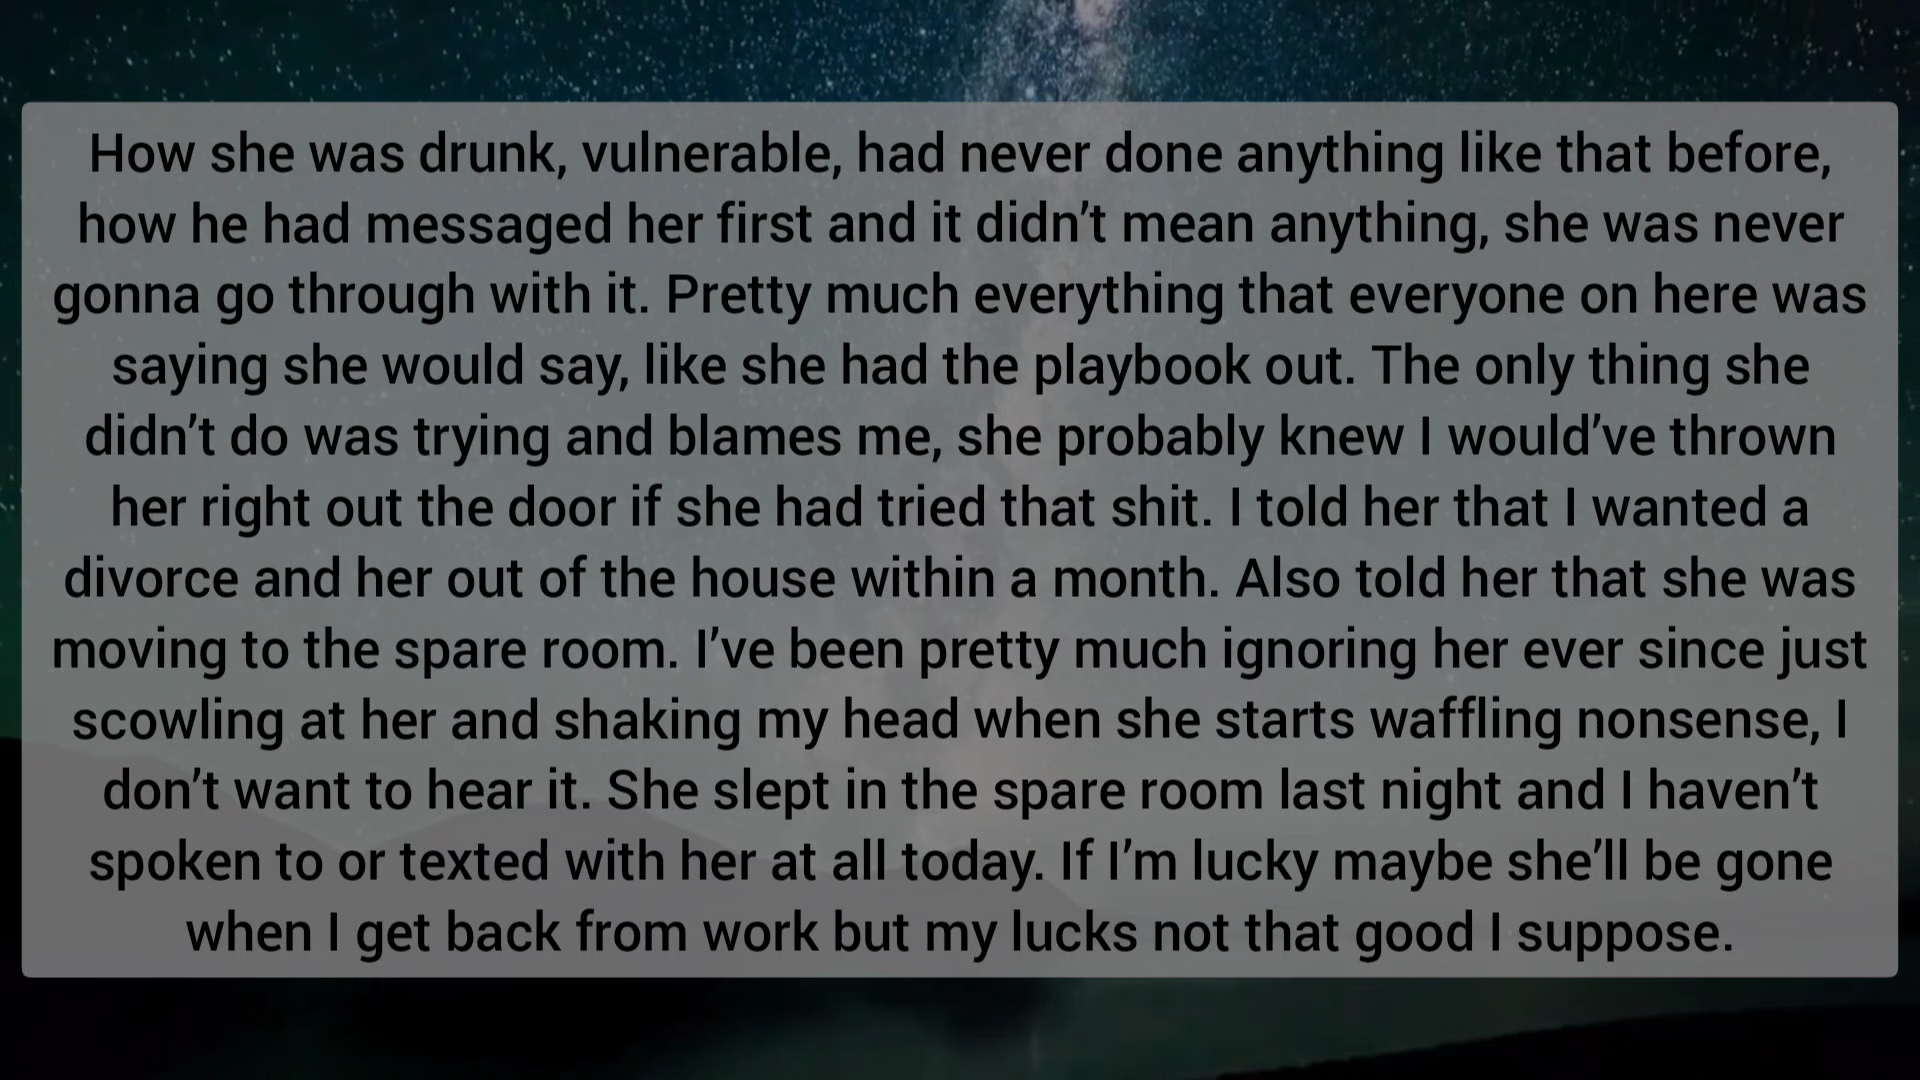 How she was drunk, vulnerable, had never done anything like that before,
how he had messaged her first and it didn’t mean anything, she was never
gonna go through with it. Pretty much everything that everyone on here was
saying she would say, like she had the playbook out. The only thing she
didn’t do was trying and blames me, she probably knew I would’ve thrown
her right out the door if she had tried that shit. I told her that I wanted a
divorce and her out of the house within a month. Also told her that she was
moving to the spare room. I’ve been pretty much ignoring her ever since just
scowling at her and shaking my head when she starts waffling nonsense, I
don’t want to hear it. She slept in the spare room last night and I haven’t
spoken to or texted with her at all today. If I’m lucky maybe she’ll be gone
when I get back from work but my lucks not that good I suppose.